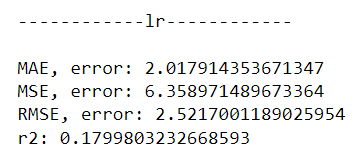 ------------lr------------
MAE, error: 2.017914353671347
MSE, error: 6.358971489673364
RMSE, error: 2.5217001189025954
r2: 0.1799803232668593